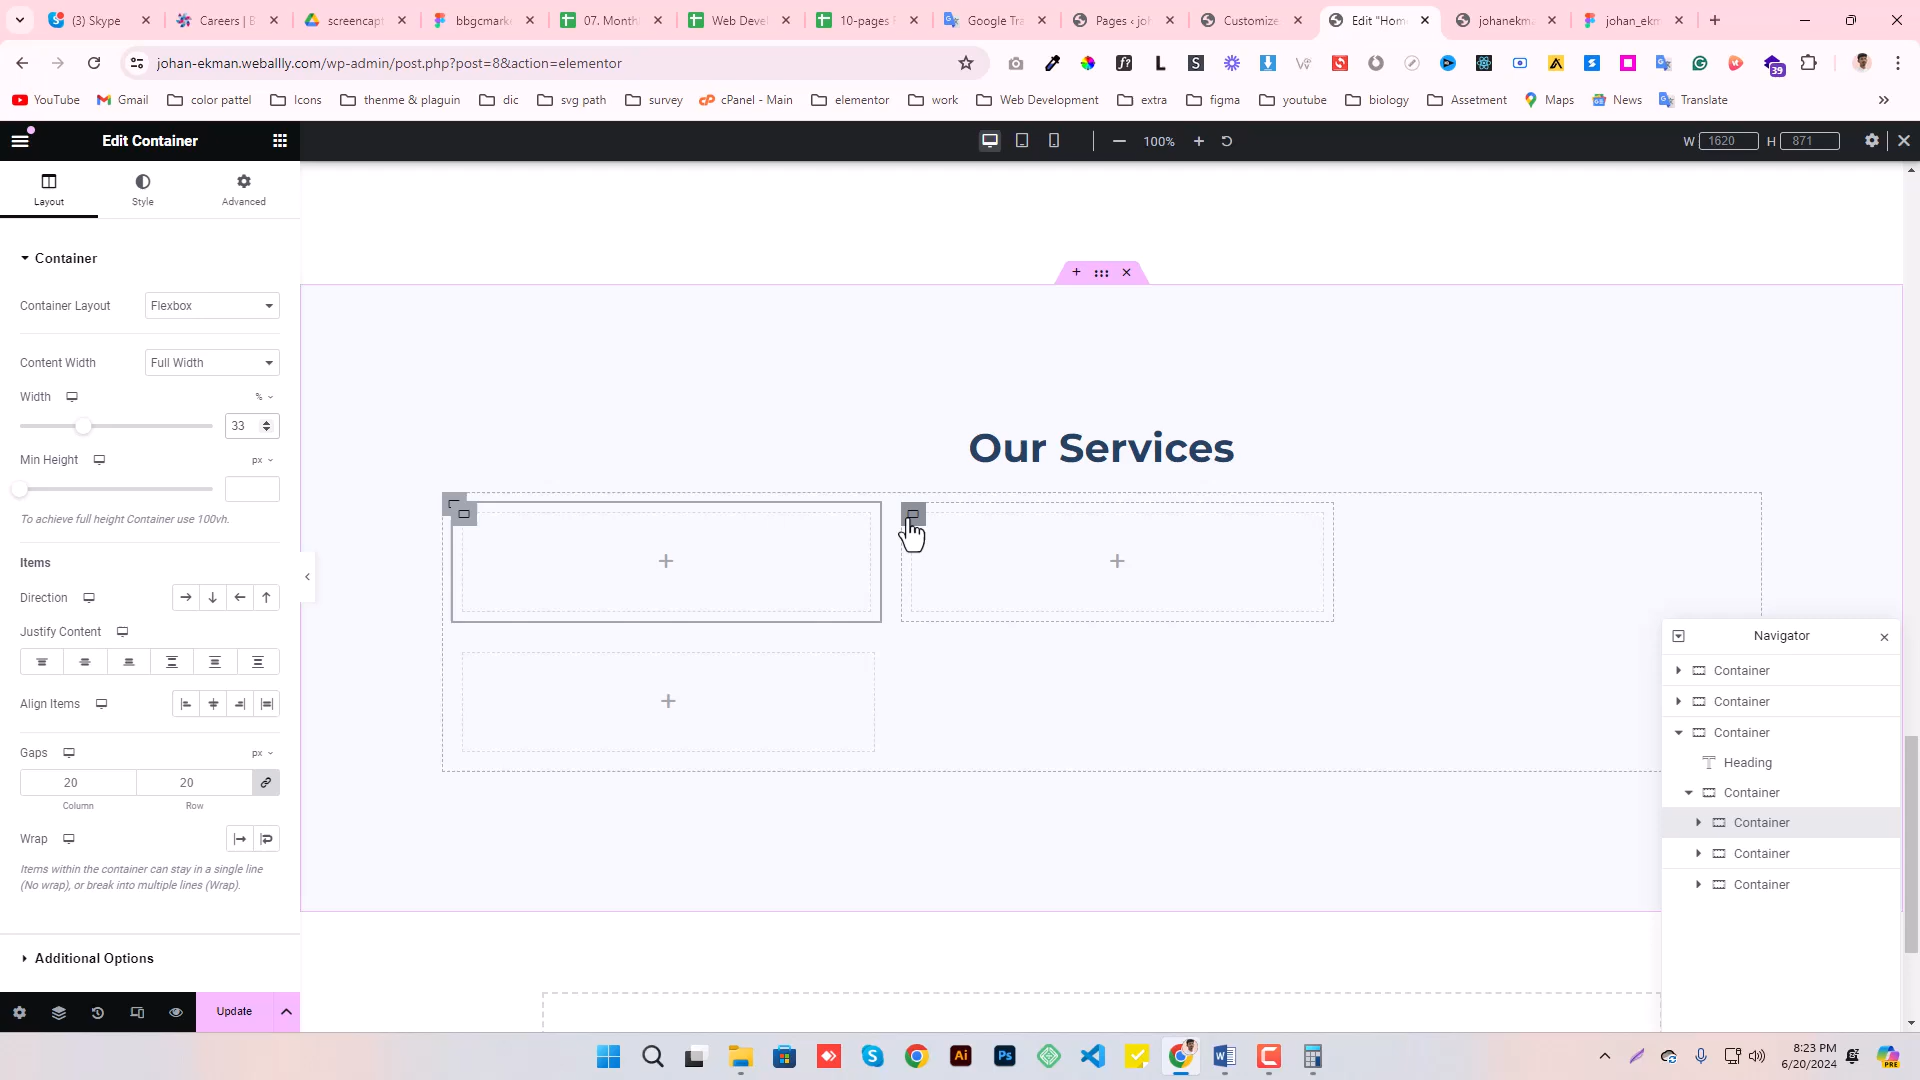 (3) Skype
Careers | B
screencap
bbgcmark
07. Month
Web Devel
10-pages
Google Tra
Pages ‹ jo
Customize
Edit "Hom
johanekm
johan_ekm
johan-ekman.weballly.com/wp-admin/post.php?post=8&action=elementor
39
YouTube
Gmail
color pattel
Icons
thenme & plaguin
dic
svg path
survey
cPanel - Main
elementor
work
Web Development
extra
figma
youtube
biology
Assetment
Maps
News
Translate
Edit Container
100%
W 1620 H 871
Layout
Style
Advanced
Container
Container Layout
Flexbox
Content Width
Full Width
Width
%
33
Min Height
px
To achieve full height Container use 100vh.
Items
Direction
Justify Content
Align Items
Gaps
px
20
20
Column
Row
Wrap
Items within the container can stay in a single line
(No wrap), or break into multiple lines (Wrap).
Additional Options
Update
Our Services
Navigator
Container
Container
Container
Heading
Container
Container
Container
Container
8:23 PM
6/20/2024